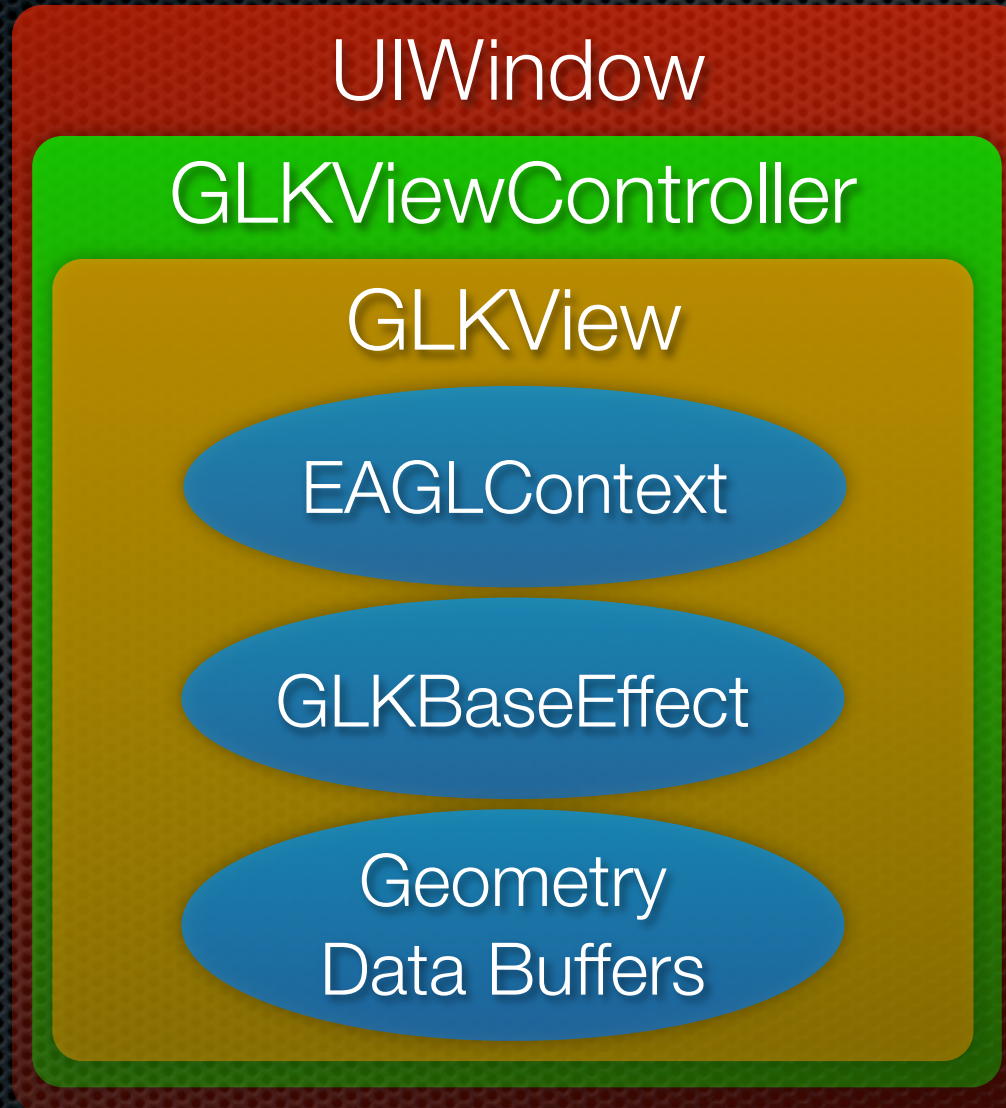 UIWindow
GLKViewController
GLKView
EAGLContext
GLKBaseEffect
Geometry
Data Buffers